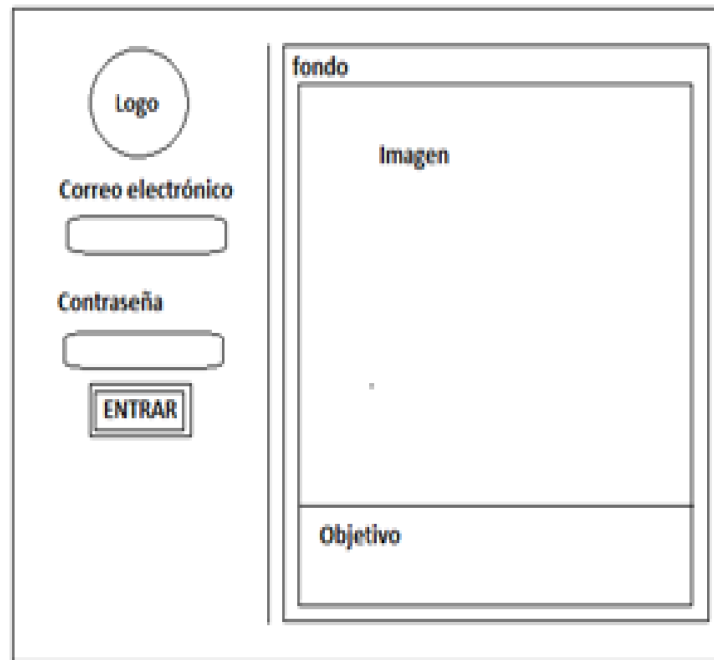 Logo
Correo electrónico
Contraseña
ENTRAR
fondo
Imagen
Objetivo